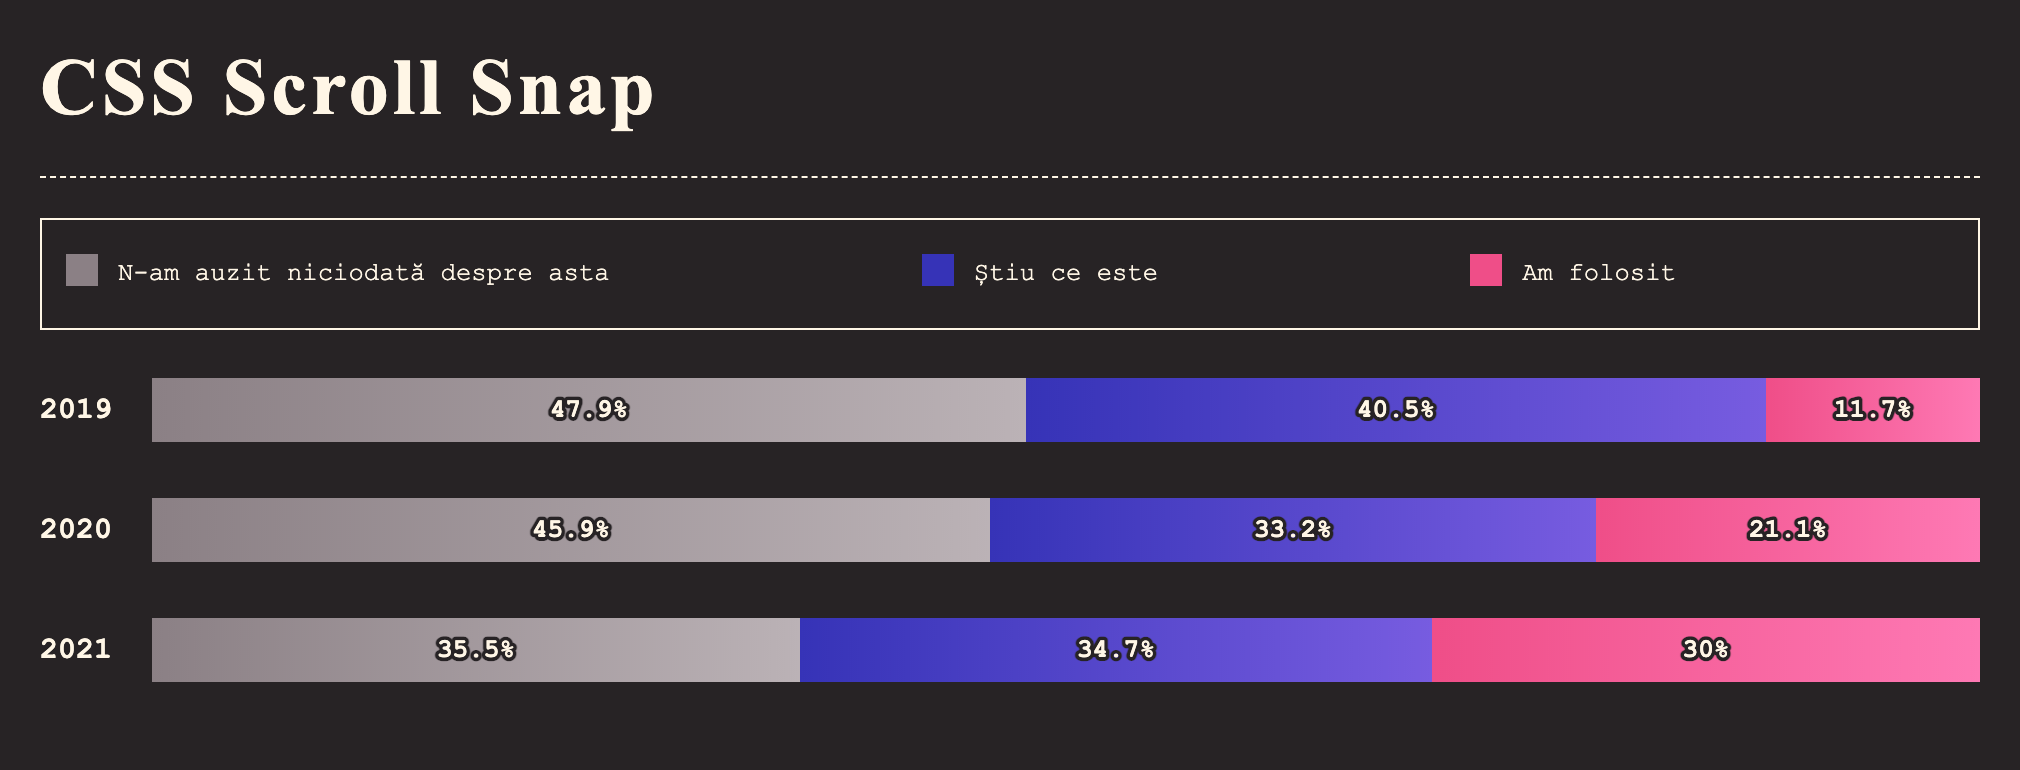 CSS Scroll Snap
N-am auzit niciodată despre asta Știu ce este Am folosit
2019 47.9% 40.5% 11.7%
2020 45.9% 33.2% 21.1%
2021 35.5% 34.7% 30%